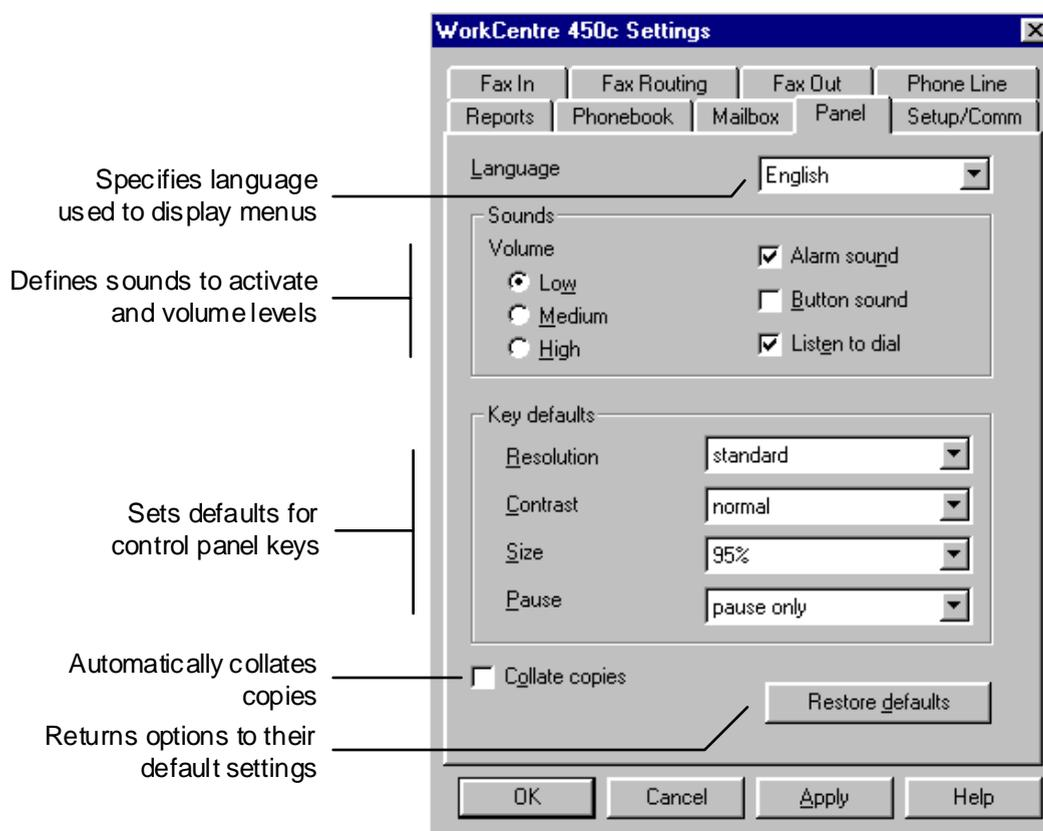 WorkCentre 450c Settings
Fax In Fax Routing Fax Out Phone Line
Reports Phonebook Mailbox Panel Setup/Comm
Specifies language
used to display menus
Language English
Sounds
Defines sounds to activate
and volume levels
Volume
Low
Medium
High
Alarm sound
Button sound
Listen to dial
Key defaults
Sets defaults for
control panel keys
Resolution standard
Contrast normal
Size 95%
Pause pause only
Automatically collates
copies
Collate copies
Returns options to their
default settings
Restore defaults
OK Cancel Apply Help